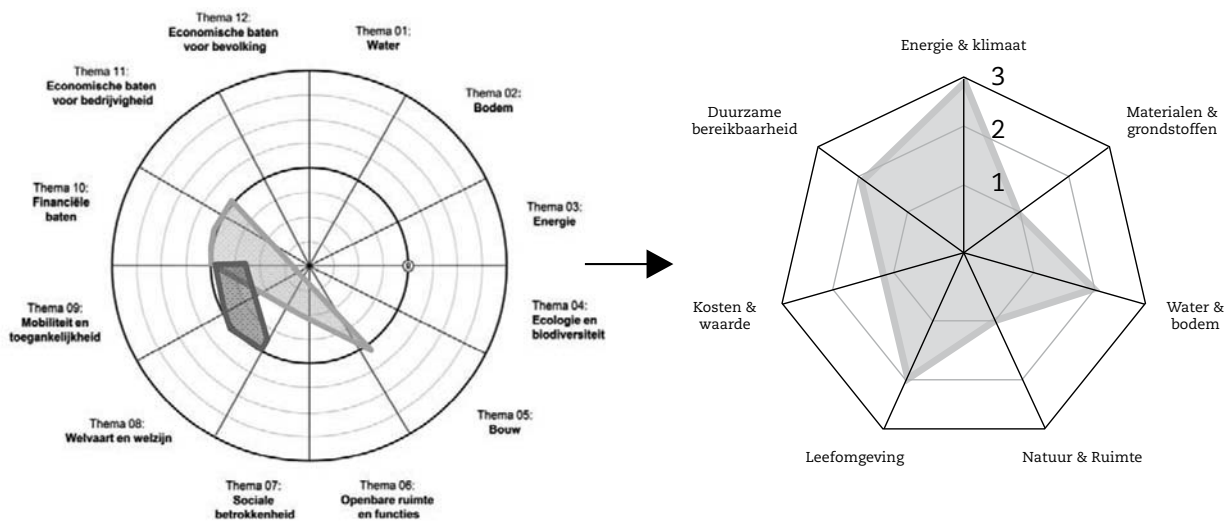 Thema 12:
Economische baten
voor bevolking
Thema 01:
Water
Thema 02:
Bodem
Thema 03:
Energie
Thema 04:
Ecologie en
biodiversiteit
Thema 05:
Bouw
Thema 06:
Openbare ruimte
en functies
Thema 07:
Sociale
betrokkenheid
Thema 08:
Welvaart en welzijn
Thema 09:
Mobiliteit en
toegankelijkheid
Thema 10:
Financiële
baten
Thema 11:
Economische baten
voor bedrijvigheid
Energie & klimaat
3
2
1
Materialen &
grondstoffen
Water &
bodem
Natuur & Ruimte
Leefomgeving
Kosten &
waarde
Duurzame
bereikbaarheid